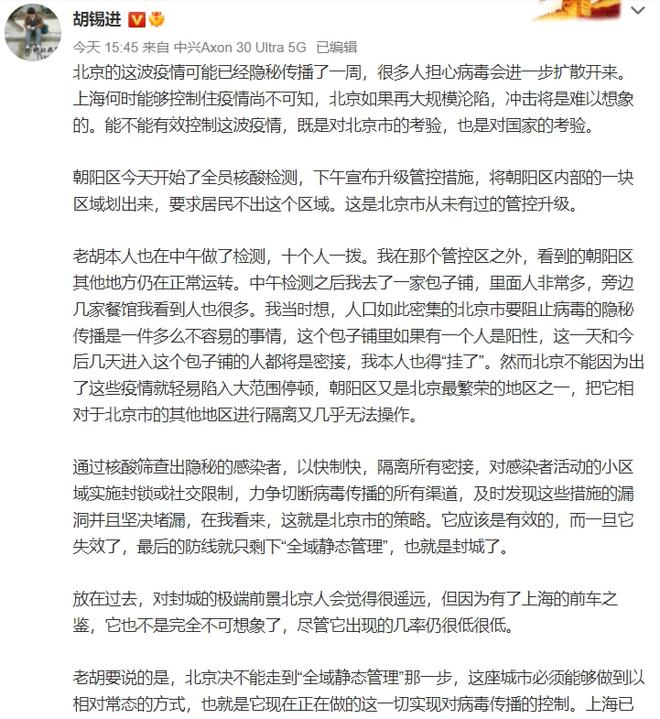 胡锡进
今天 15:45 来自 中兴Axon 30 Ultra 5G 已编辑
北京的这波疫情可能已经隐秘传播了一周，很多人担心病毒会进一步扩散开来。
上海何时能够控制住疫情尚不可知，北京如果再大规模沦陷，冲击将是难以想象
的。能不能有效控制这波疫情，既是对北京市的考验，也是对国家的考验。
朝阳区今天开始了全员核酸检测，下午宣布升级管控措施，将朝阳区内部的一块
区域划出来，要求居民不出这个区域。这是北京市从未有过的管控升级。
老胡本人也在中午做了检测，十个人一拨。我在那个管控区之外，看到的朝阳区
其他地方仍在正常运转。中午检测之后我去了一家包子铺，里面人非常多，旁边
几家餐馆我看到人也很多。我当时想，人口如此密集的北京市要阻止病毒的隐秘
传播是一件多么不容易的事情，这个包子铺里如果有一个人是阳性，这一天和今
后几天进入这个包子铺的人都将是密接，我本人也得“挂了”。然而北京不能因为出
了这些疫情就轻易陷入大范围停顿，朝阳区又是北京最繁荣的地区之一，把它相
对于北京市的其他地区进行隔离又几乎无法操作。
通过核酸筛查出隐秘的感染者，以快制快，隔离所有密接，对感染者活动的小区
域实施封锁或社交限制，力争切断病毒传播的所有渠道，及时发现这些措施的漏
洞并且坚决堵漏，在我看来，这就是北京市的策略。它应该是有效的，而一旦它
失效了，最后的防线就只剩下“全域静态管理”，也就是封城了。
放在过去，对封城的极端前景北京人会觉得很遥远，但因为有了上海的前车之
鉴，它也不是完全不可想象了，尽管它出现的几率仍很低很低。
老胡要说的是，北京决不能走到“全域静态管理”那一步，这座城市必须能够做到以
相对常态的方式，也就是它现在正在做的这一切实现对病毒传播的控制。上海已